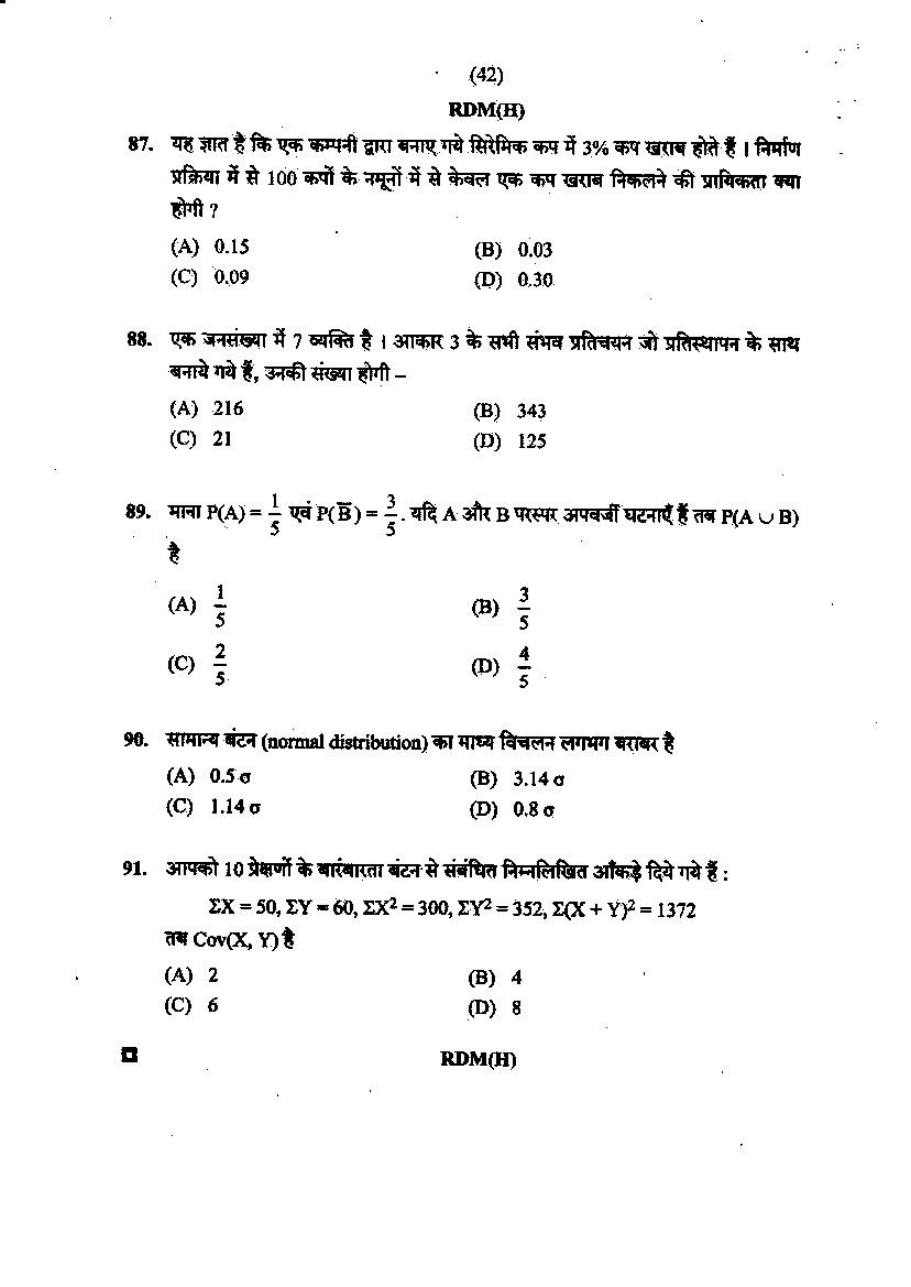 (42)
RDM(H)
87. यह ज्ञात है कि एक कम्पनी द्वारा बनाए गये सिरेमिक कप में 3% कप खराब होते हैं । निर्माण
प्रक्रिया में से 100 कपों के नमूनों में से केवल एक कप खराब निकलने की प्रायिकता क्या
होगी ?
(A) 0.15 (B) 0.03
(C) 0.09 (D) 0.30
88. एक जनसंख्या में 7 व्यक्ति है । आकार 3 के सभी संभव प्रतिचयन जो प्रतिस्थापन के साथ
बनाये गये हैं, उनकी संख्या होगी –
(A) 216 (B) 343
(C) 21 (D) 125
89. माना P(A) = 1/5 एवं P(B̅) = 3/5 . यदि A और B परस्पर अपवर्जी घटनाएँ हैं तब P(A ∪ B)
है
(A) 1/5 (B) 3/5
(C) 2/5 (D) 4/5
90. सामान्य बंटन (normal distribution) का माध्य विचलन लगभग बराबर है
(A) 0.5 σ (B) 3.14 σ
(C) 1.14 σ (D) 0.8 σ
91. आपको 10 प्रेक्षणों के बारंबारता बंटन से संबंधित निम्नलिखित आँकड़े दिये गये हैं :
ΣX = 50, ΣY = 60, ΣX² = 300, ΣY² = 352, Σ(X + Y)² = 1372
तब Cov(X, Y) है
(A) 2 (B) 4
(C) 6 (D) 8
RDM(H)